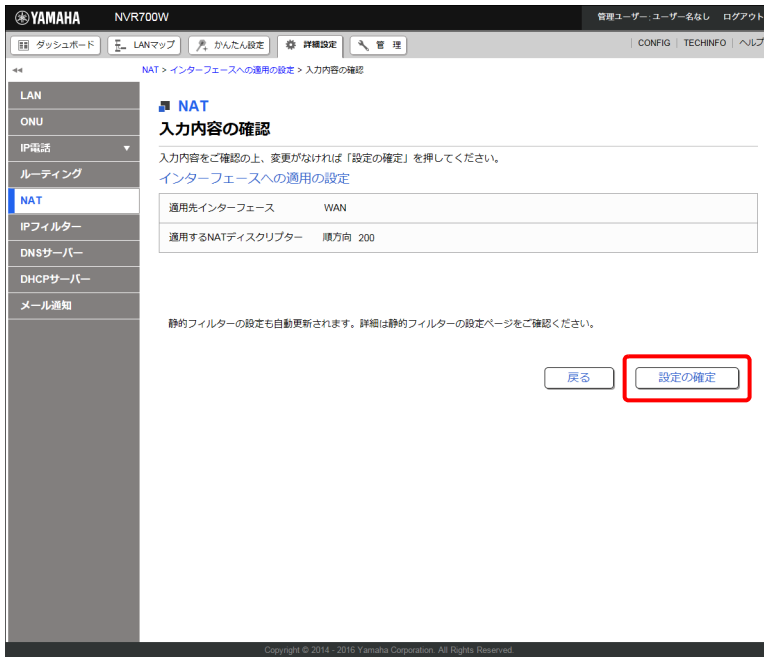 YAMAHA NVR700W 管理ユーザー：ユーザー名なし ログアウト
ダッシュボード LANマップ かんたん設定 詳細設定 管 理 CONFIG TECHINFO ヘルプ
NAT > インターフェースへの適用の設定 > 入力内容の確認
LAN
ONU
IP電話
ルーティング
NAT
IPフィルター
DNSサーバー
DHCPサーバー
メール通知
NAT
入力内容の確認
入力内容をご確認の上、変更がなければ「設定の確定」を押してください。
インターフェースへの適用の設定
適用先インターフェース WAN
適用するNATディスクリプター 順方向 200
静的フィルターの設定も自動更新されます。詳細は静的フィルターの設定ページをご確認ください。
戻る 設定の確定
Copyright © 2014 - 2016 Yamaha Corporation. All Rights Reserved.